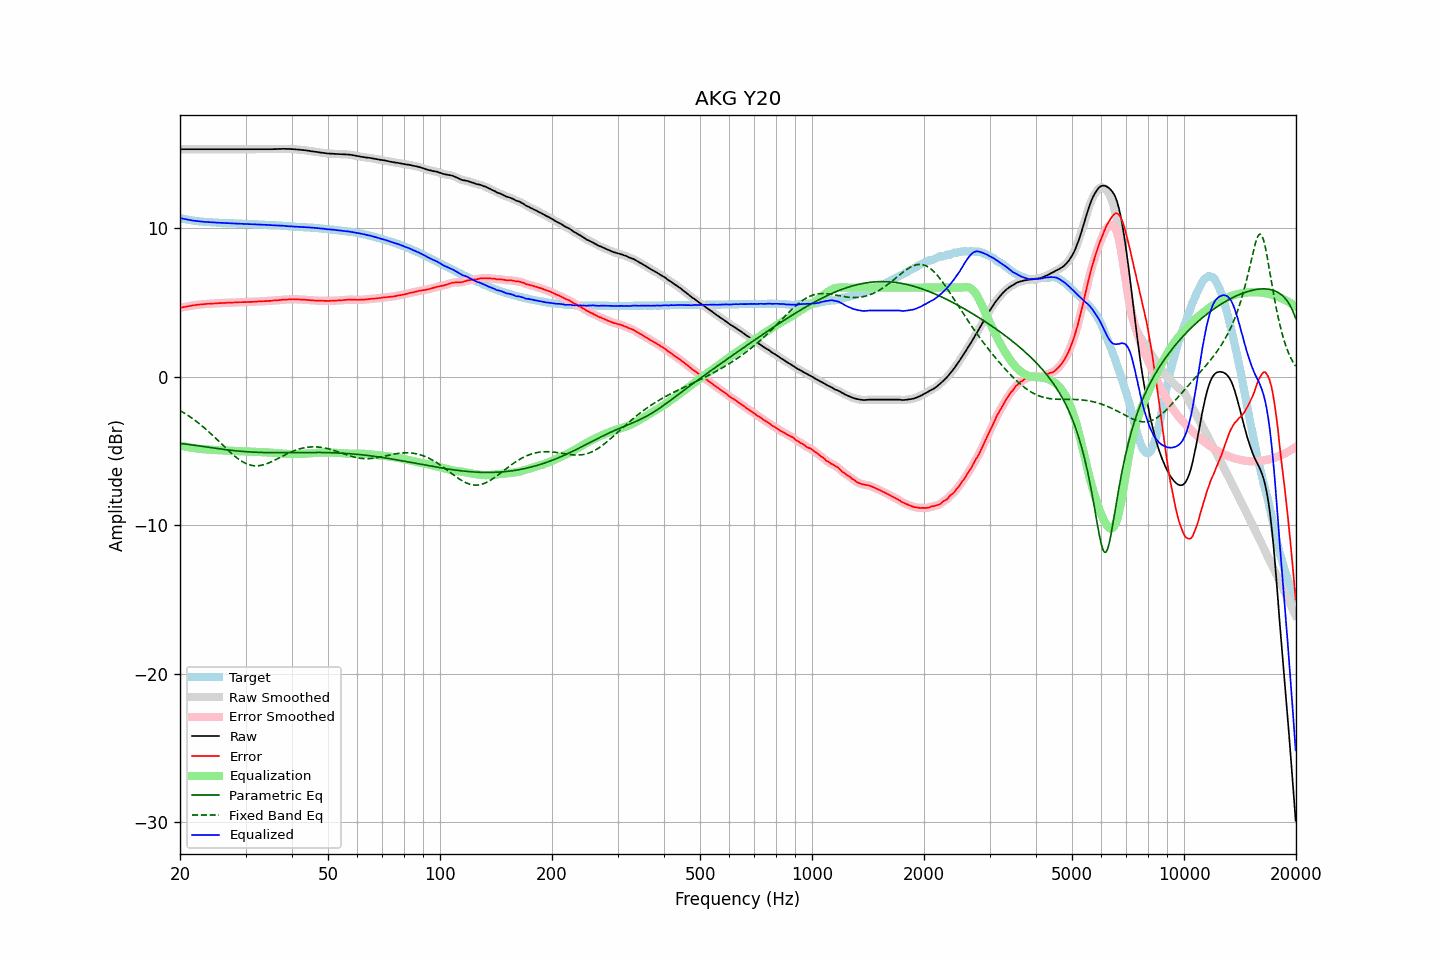 AKG Y20
Amplitude (dBr)
10
0
−10
−20
−30
Target
Raw Smoothed
Error Smoothed
Raw
Error
Equalization
Parametric Eq
Fixed Band Eq
Equalized
20 50 100 200 500 1000 2000 5000 10000 20000
Frequency (Hz)